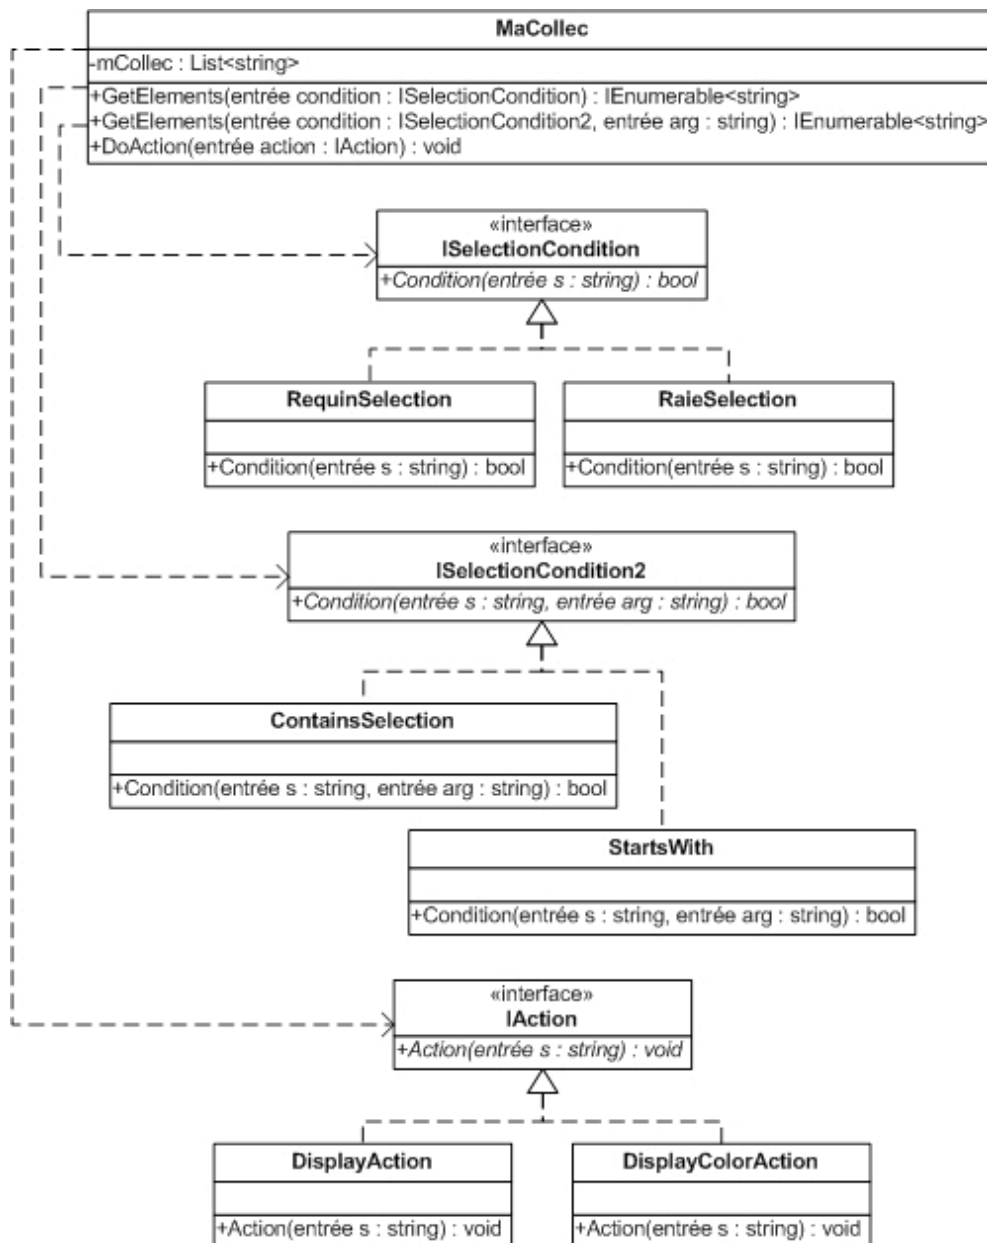 MaCollec
-mCollec : List<string>
+GetElements(entrée condition : ISelectionCondition) : IEnumerable<string>
+GetElements(entrée condition : ISelectionCondition2, entrée arg : string) : IEnumerable<string>
+DoAction(entrée action : IAction) : void
«interface»
ISelectionCondition
+Condition(entrée s : string) : bool
RequinSelection
+Condition(entrée s : string) : bool
RaieSelection
+Condition(entrée s : string) : bool
«interface»
ISelectionCondition2
+Condition(entrée s : string, entrée arg : string) : bool
ContainsSelection
+Condition(entrée s : string, entrée arg : string) : bool
StartsWith
+Condition(entrée s : string, entrée arg : string) : bool
«interface»
IAction
+Action(entrée s : string) : void
DisplayAction
+Action(entrée s : string) : void
DisplayColorAction
+Action(entrée s : string) : void